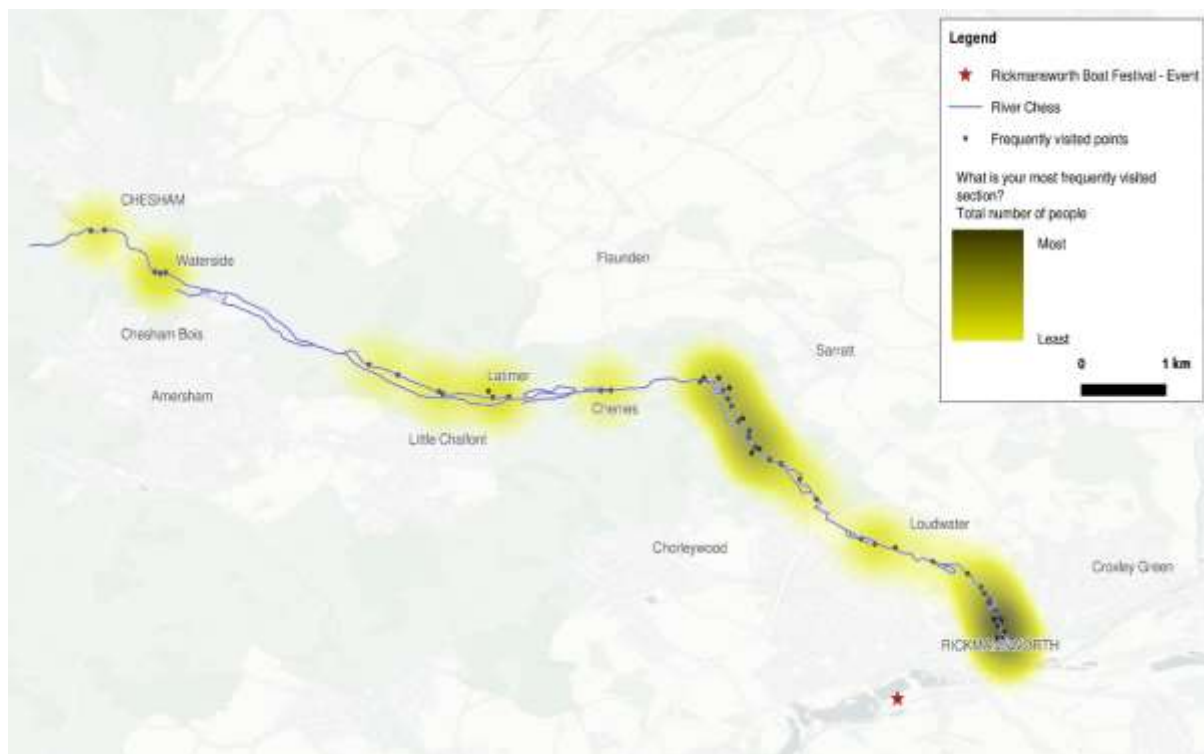 Legend
Rickmansworth Boat Festival - Event
River Chess
Frequently visited points
What is your most frequently visited
section?
Total number of people
Most
Least
0 1 km
CHESHAM
Waterside
Flaunden
Chesham Bois
Sarratt
Latimer
Amersham
Chenies
Little Chalfont
Loudwater
Chorleywood
Croxley Green
RICKMANSWORTH